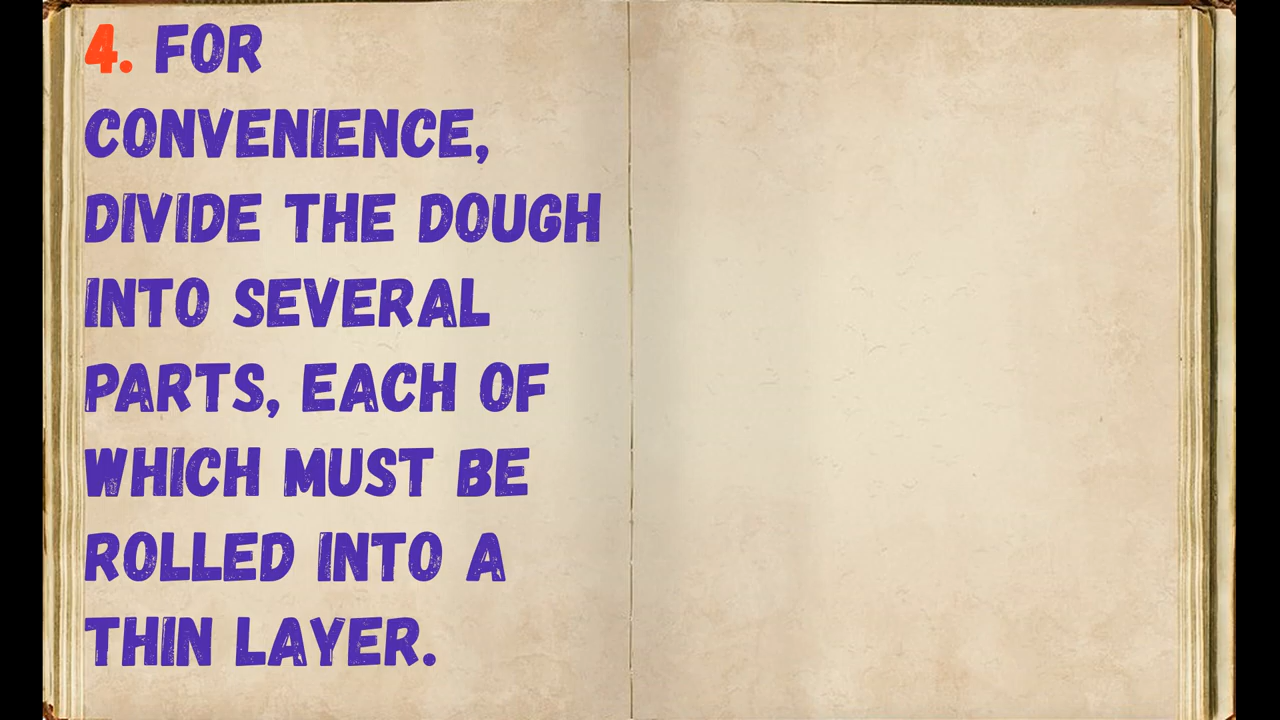 4. FOR
CONVENIENCE,
DIVIDE THE DOUGH
INTO SEVERAL
PARTS, EACH OF
WHICH MUST BE
ROLLED INTO A
THIN LAYER.